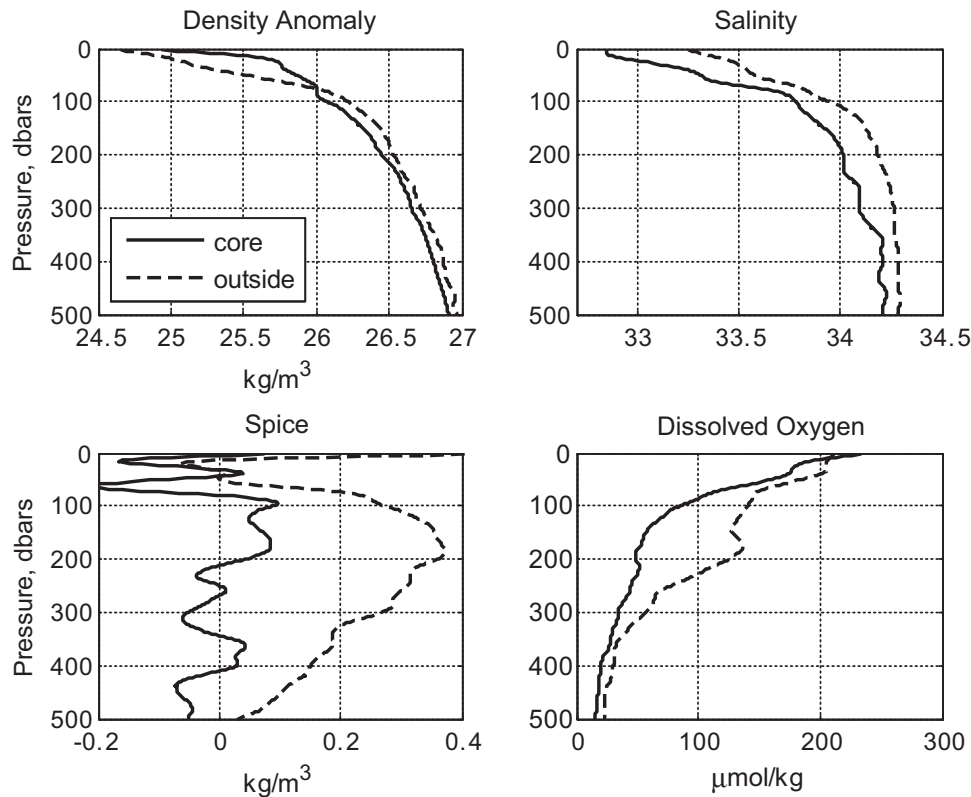 Density Anomaly
0
100
200
300
400
500
Pressure, dbars
core
outside
24.5 25 25.5 26 26.5 27
kg/m³
Salinity
0
100
200
300
400
500
33 33.5 34 34.5
Spice
0
100
200
300
400
500
Pressure, dbars
-0.2 0 0.2 0.4
kg/m³
Dissolved Oxygen
0
100
200
300
400
500
0 100 200 300
μmol/kg